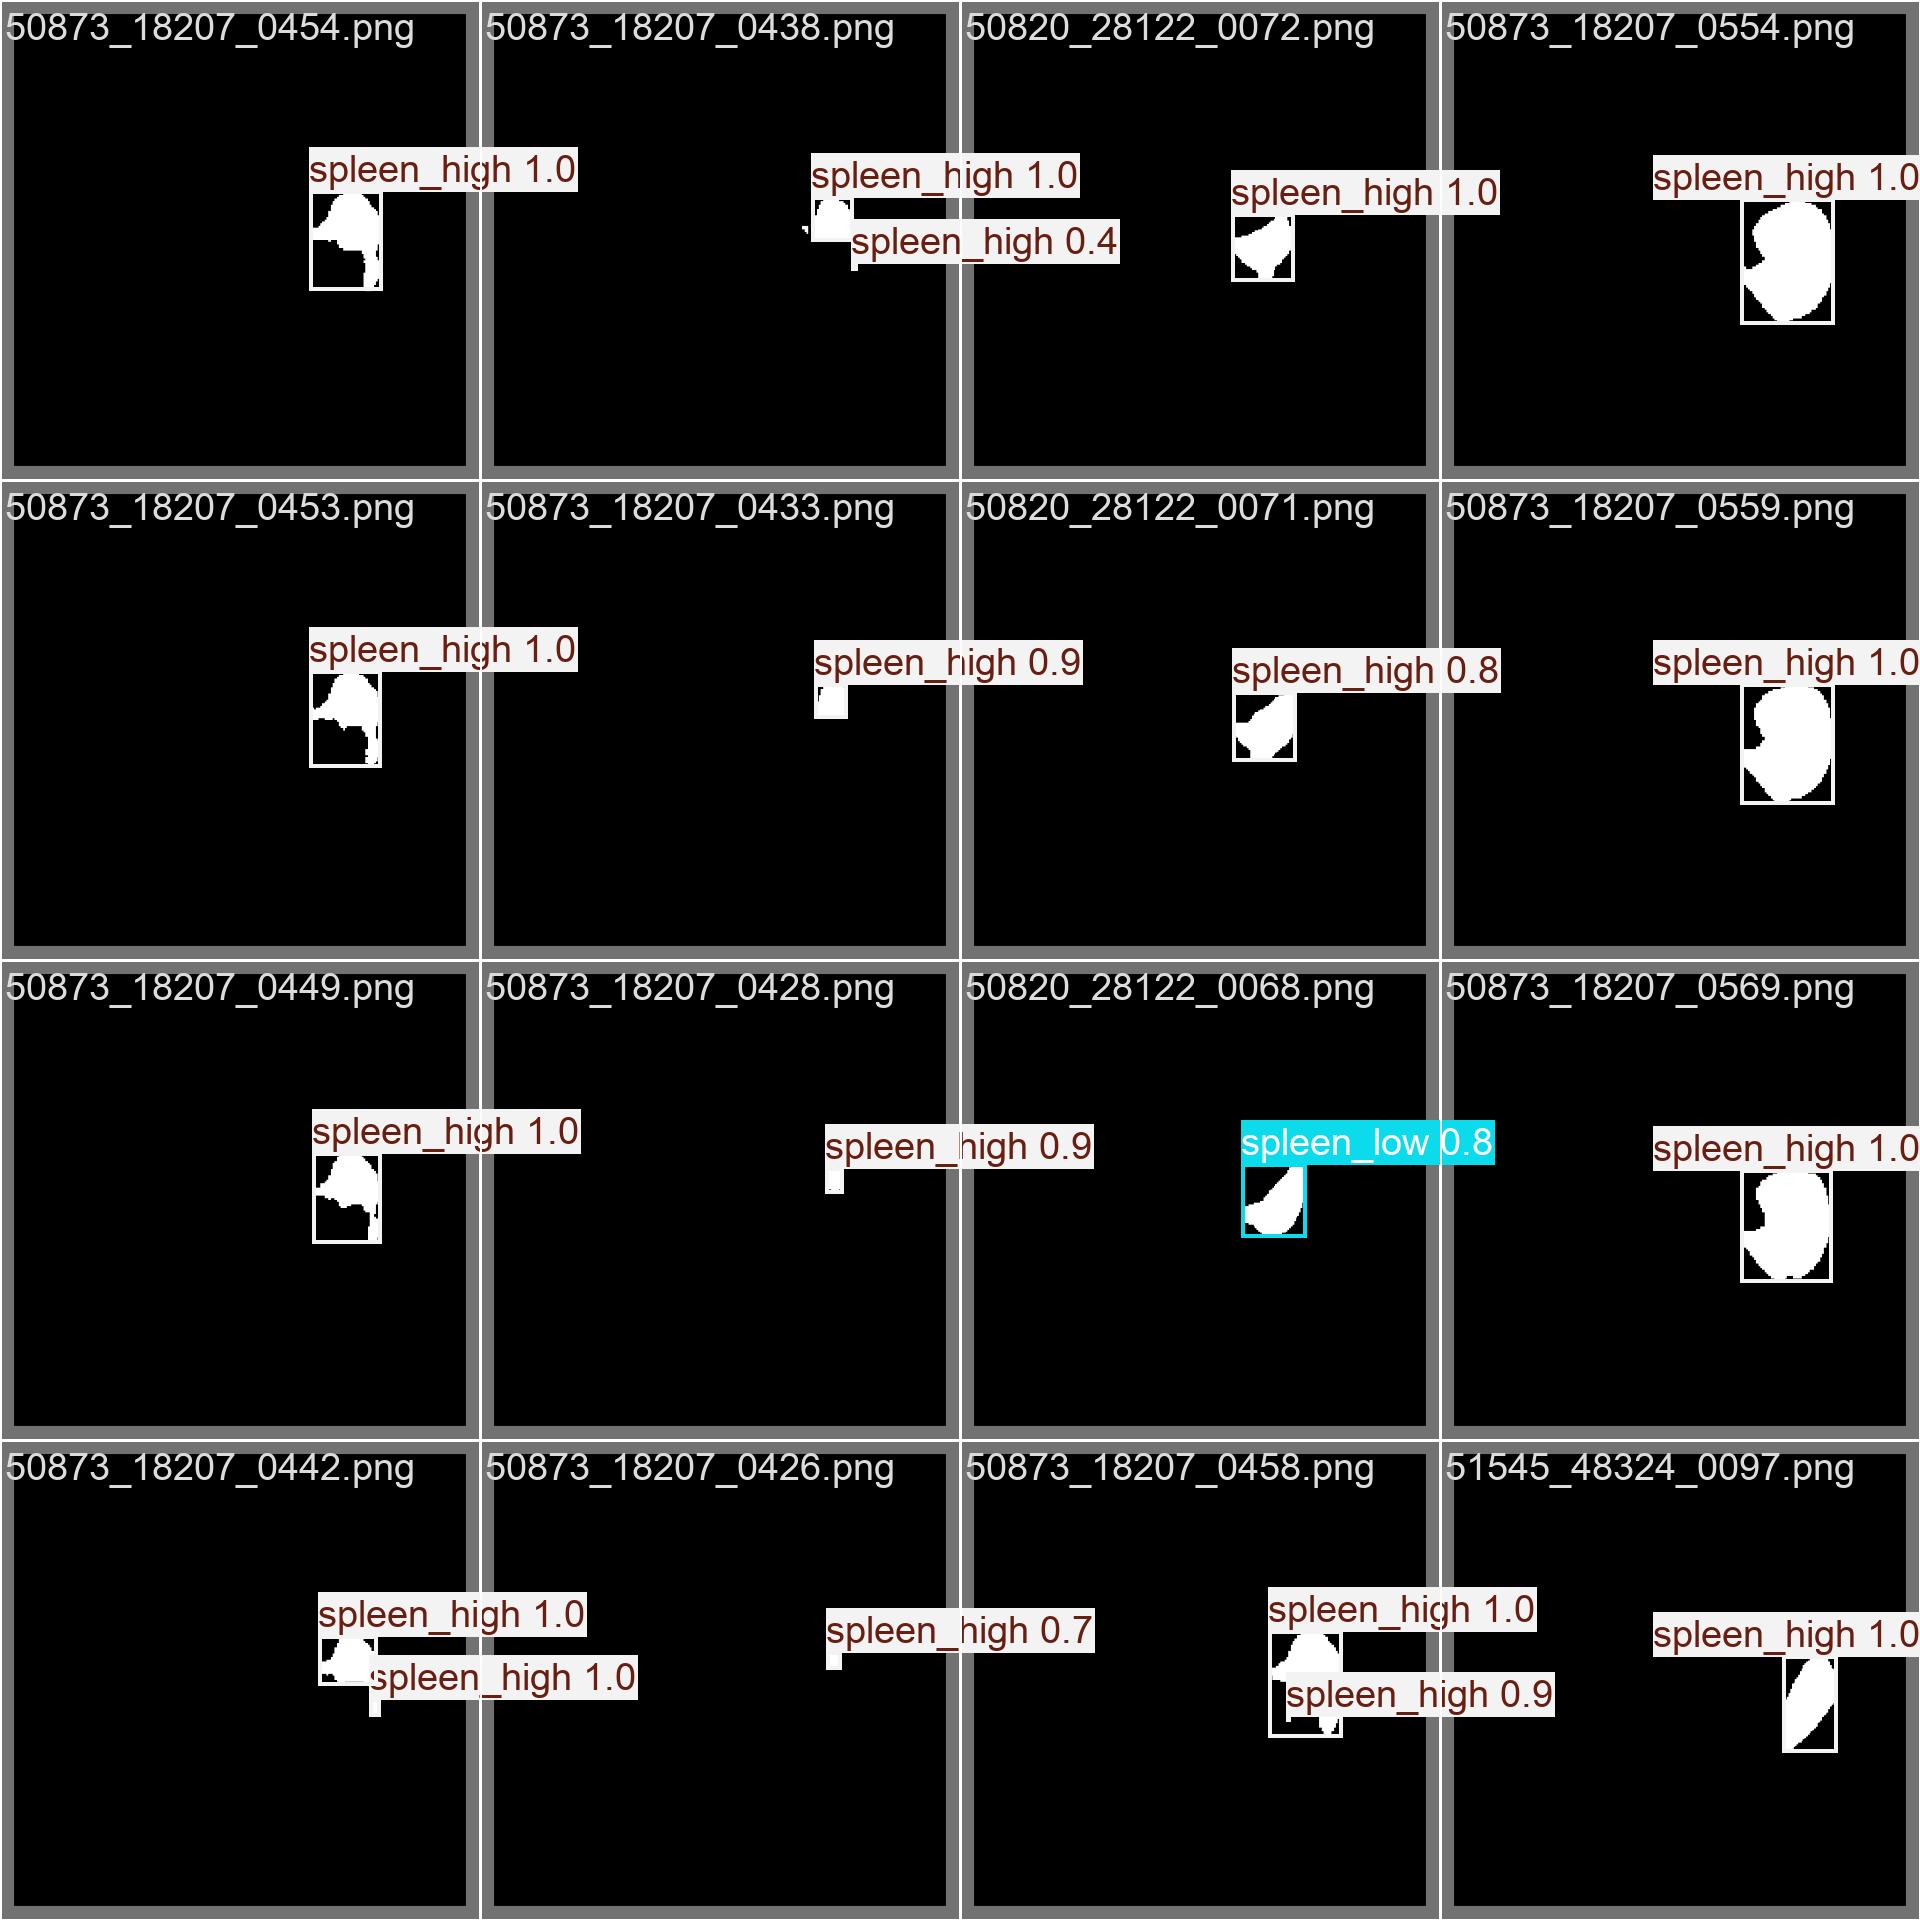 50873_18207_0454.png
spleen_high 1.0
50873_18207_0438.png
spleen_high 1.0
spleen_high 0.4
50820_28122_0072.png
spleen_high 1.0
50873_18207_0554.png
spleen_high 1.0
50873_18207_0453.png
spleen_high 1.0
50873_18207_0433.png
spleen_high 0.9
50820_28122_0071.png
spleen_high 0.8
50873_18207_0559.png
spleen_high 1.0
50873_18207_0449.png
spleen_high 1.0
50873_18207_0428.png
spleen_high 0.9
50820_28122_0068.png
spleen_low 0.8
50873_18207_0569.png
spleen_high 1.0
50873_18207_0442.png
spleen_high 1.0
spleen_high 1.0
50873_18207_0426.png
spleen_high 0.7
50873_18207_0458.png
spleen_high 1.0
spleen_high 0.9
51545_48324_0097.png
spleen_high 1.0